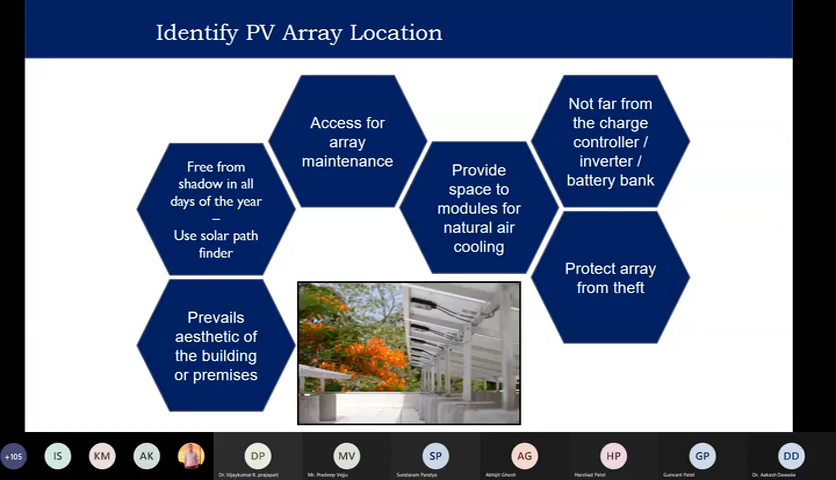 Identify PV Array Location
Free from
shadow in all
days of the year
–
Use solar path
finder
Access for
array
maintenance
Provide
space to
modules for
natural air
cooling
Not far from
the charge
controller /
inverter /
battery bank
Protect array
from theft
Prevails
aesthetic of
the building
or premises
+105
IS
KM
AK
DP
MV
SP
AG
HP
GP
DD
Dr. Vijaykumar K. prajapati
Mr. Pradeep Vejju
Sundaram Pandya
Abhijit Ghosh
Harshad Patel
Gunvant Patel
Dr. Aakash Dawada